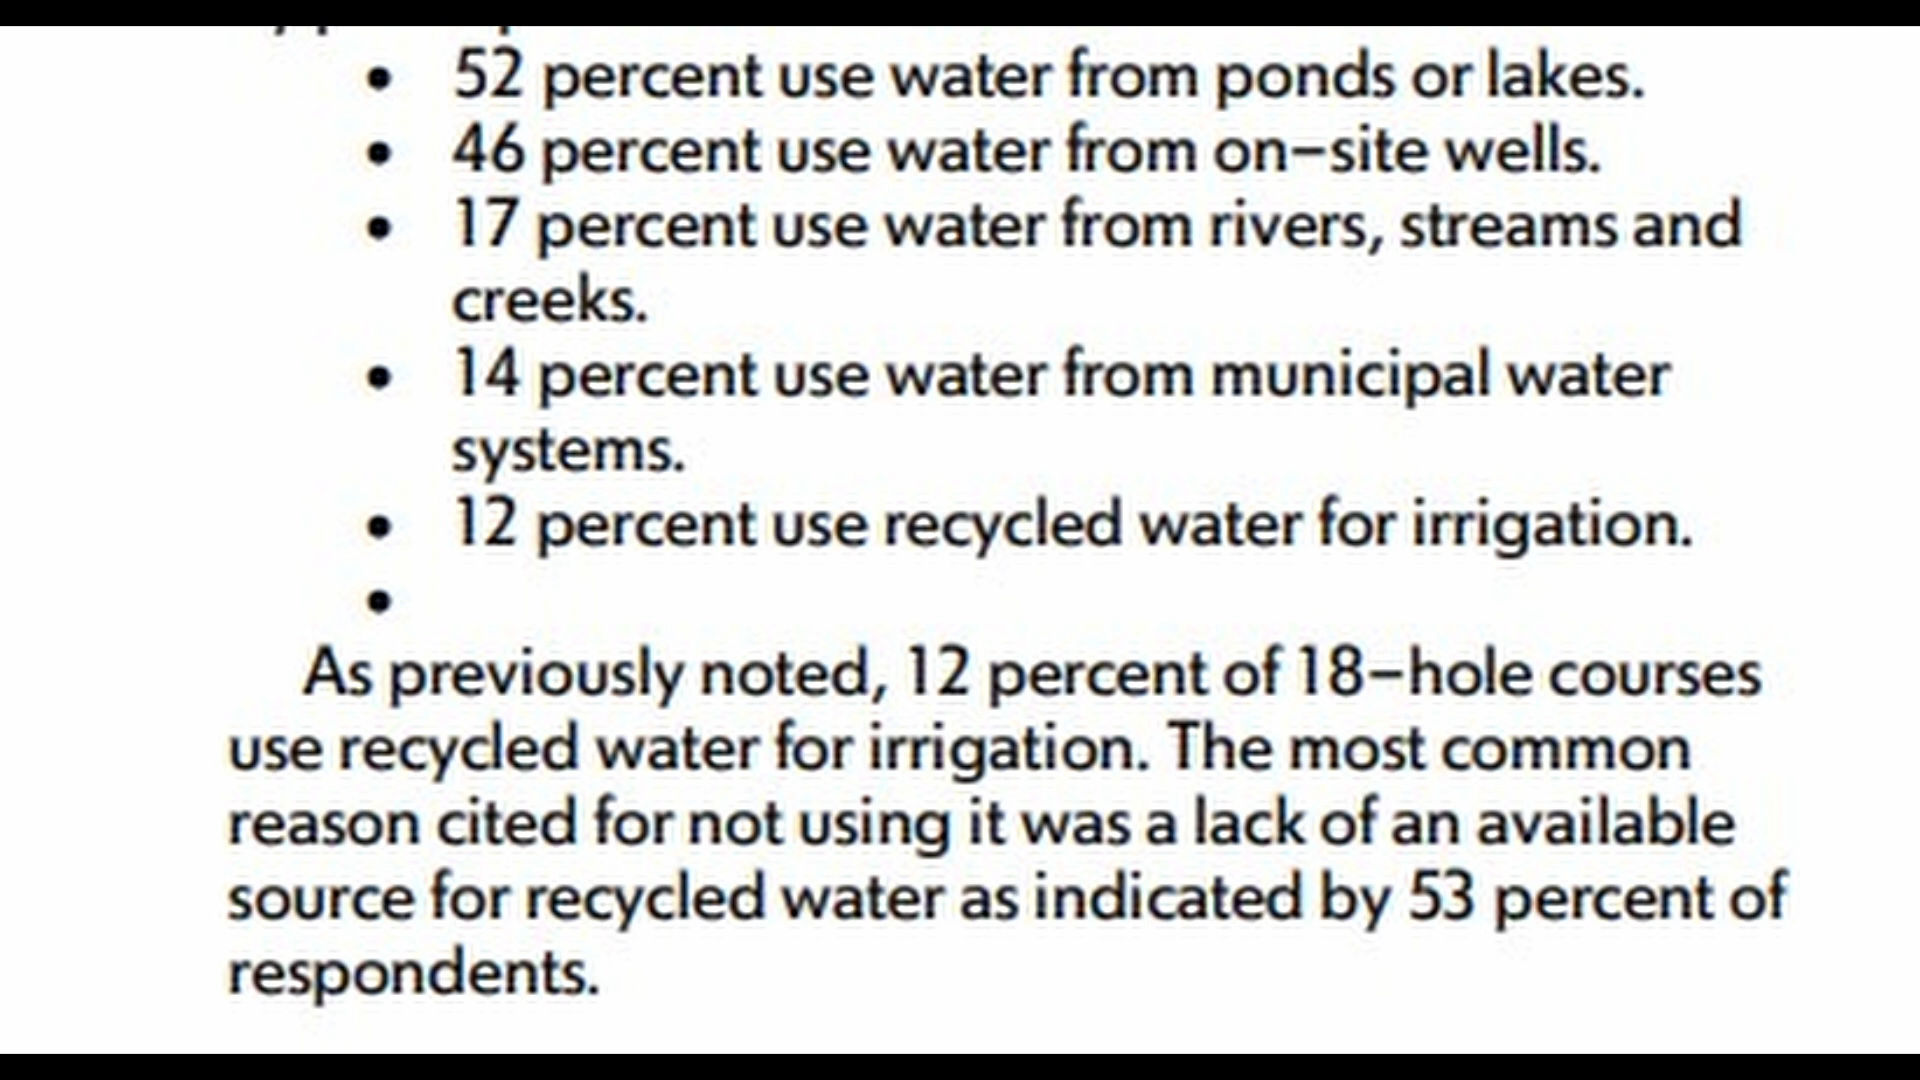 • 52 percent use water from ponds or lakes.
• 46 percent use water from on–site wells.
• 17 percent use water from rivers, streams and
creeks.
• 14 percent use water from municipal water
systems.
• 12 percent use recycled water for irrigation.
•
As previously noted, 12 percent of 18–hole courses
use recycled water for irrigation. The most common
reason cited for not using it was a lack of an available
source for recycled water as indicated by 53 percent of
respondents.